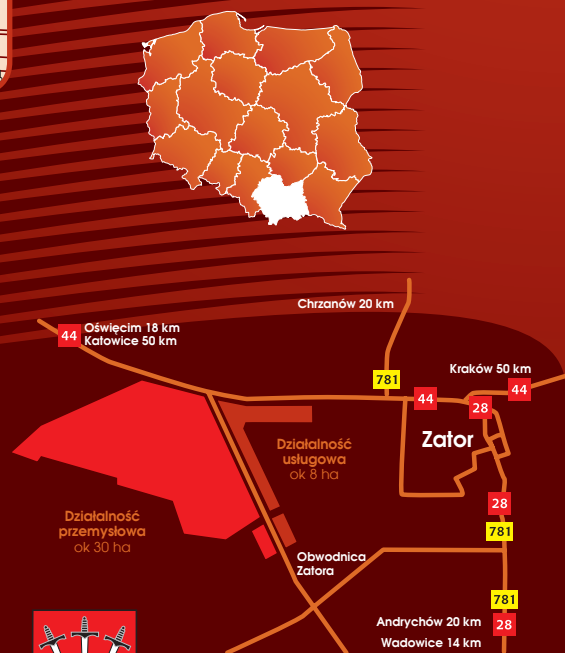 Chrzanów 20 km
44
Oświęcim 18 km
Katowice 50 km
Kraków 50 km
781
44
44
28
Zator
Działalność
usługowa
ok 8 ha
28
Działalność
przemysłowa
ok 30 ha
781
Obwodnica
Zatora
781
Andrychów 20 km
28
Wadowice 14 km